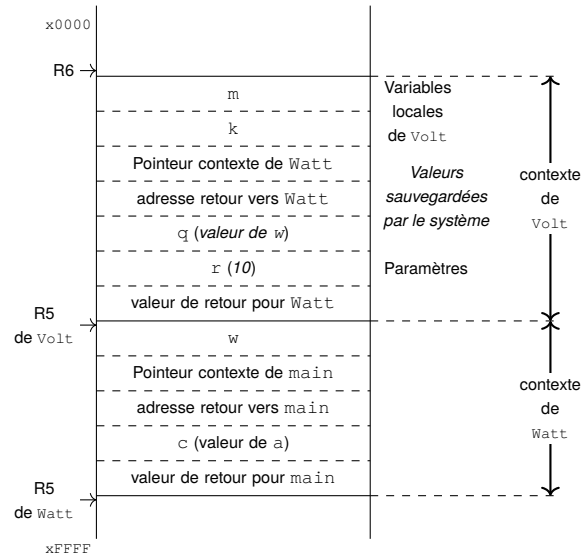 x0000
R6
m
Variables
locales
de Volt
k
Pointeur contexte de Watt
Valeurs
sauvegardées
par le système
contexte
de
Volt
adresse retour vers Watt
q (valeur de w)
r (10)
Paramètres
valeur de retour pour Watt
R5
de Volt
w
Pointeur contexte de main
adresse retour vers main
contexte
de
Watt
c (valeur de a)
valeur de retour pour main
R5
de Watt
xFFFF